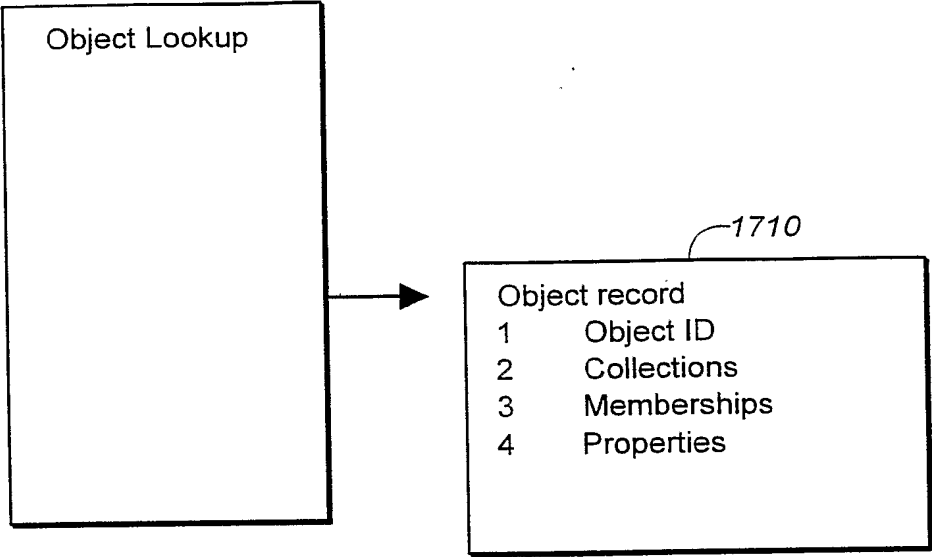 Object Lookup
1710
Object record
1 Object ID
2 Collections
3 Memberships
4 Properties